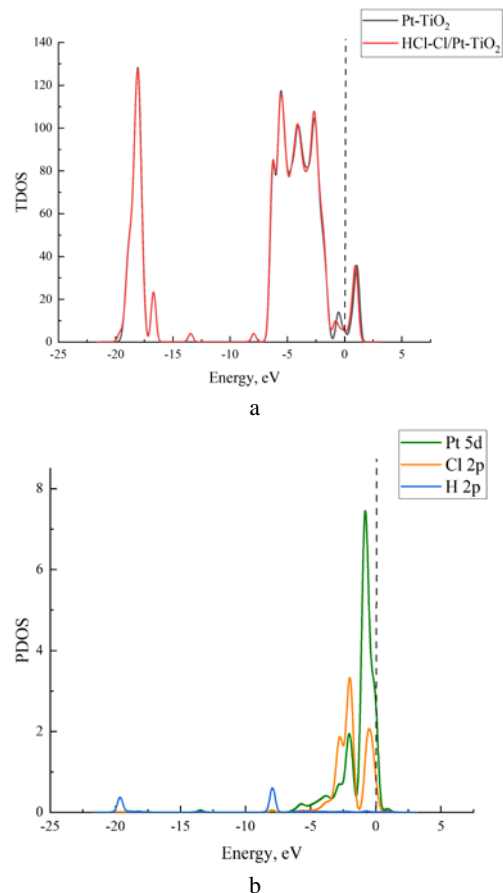 a
Pt-TiO₂
HCl-Cl/Pt-TiO₂
TDOS
140
120
100
80
60
40
20
0
-25 -20 -15 -10 -5 0 5
Energy, eV
a
Pt 5d
Cl 2p
H 2p
PDOS
8
6
4
2
0
-25 -20 -15 -10 -5 0 5
Energy, eV
b